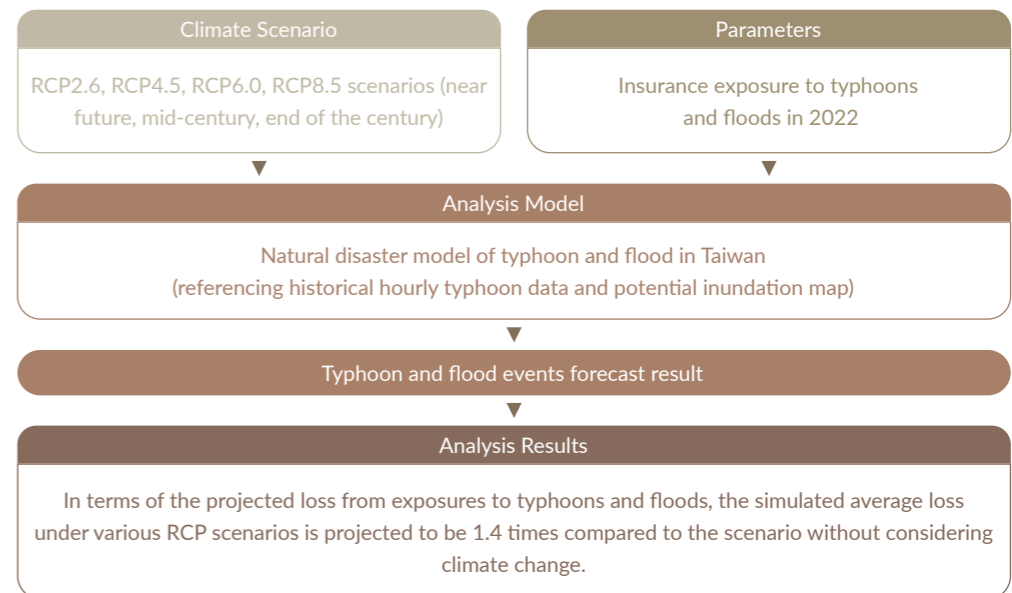 Climate Scenario
RCP2.6, RCP4.5, RCP6.0, RCP8.5 scenarios (near
future, mid-century, end of the century)
Parameters
Insurance exposure to typhoons
and floods in 2022
Analysis Model
Natural disaster model of typhoon and flood in Taiwan
(referencing historical hourly typhoon data and potential inundation map)
Typhoon and flood events forecast result
Analysis Results
In terms of the projected loss from exposures to typhoons and floods, the simulated average loss
under various RCP scenarios is projected to be 1.4 times compared to the scenario without considering
climate change.